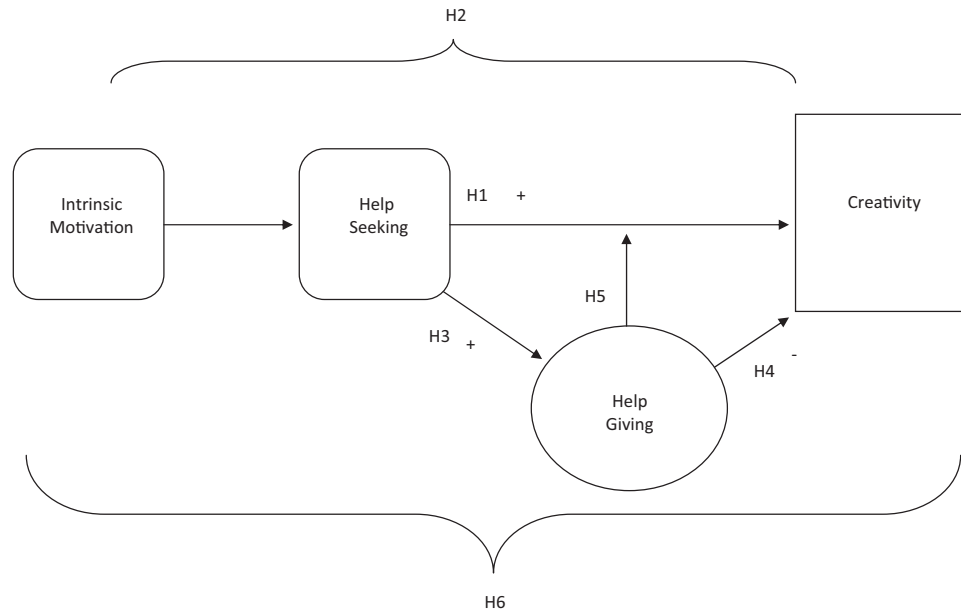 H2
Intrinsic
Motivation
Help
Seeking
H1 +
Creativity
H5
H3 +
H4 -
Help
Giving
H6